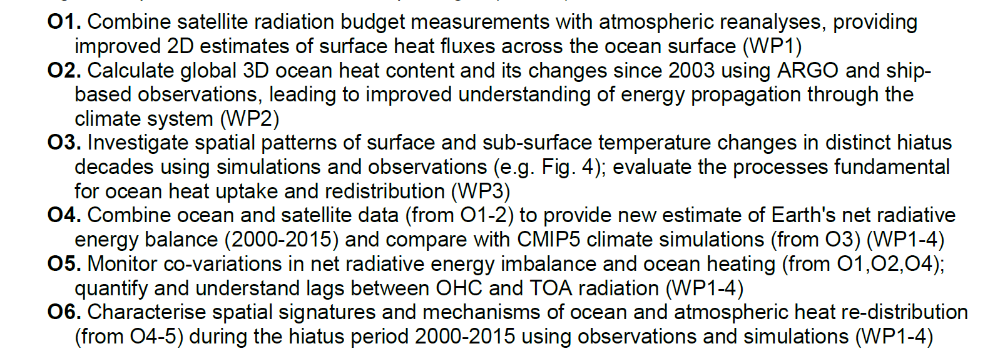 O1. Combine satellite radiation budget measurements with atmospheric reanalyses, providing
improved 2D estimates of surface heat fluxes across the ocean surface (WP1)
O2. Calculate global 3D ocean heat content and its changes since 2003 using ARGO and ship-
based observations, leading to improved understanding of energy propagation through the
climate system (WP2)
O3. Investigate spatial patterns of surface and sub-surface temperature changes in distinct hiatus
decades using simulations and observations (e.g. Fig. 4); evaluate the processes fundamental
for ocean heat uptake and redistribution (WP3)
O4. Combine ocean and satellite data (from O1-2) to provide new estimate of Earth's net radiative
energy balance (2000-2015) and compare with CMIP5 climate simulations (from O3) (WP1-4)
O5. Monitor co-variations in net radiative energy imbalance and ocean heating (from O1,O2,O4);
quantify and understand lags between OHC and TOA radiation (WP1-4)
O6. Characterise spatial signatures and mechanisms of ocean and atmospheric heat re-distribution
(from O4-5) during the hiatus period 2000-2015 using observations and simulations (WP1-4)